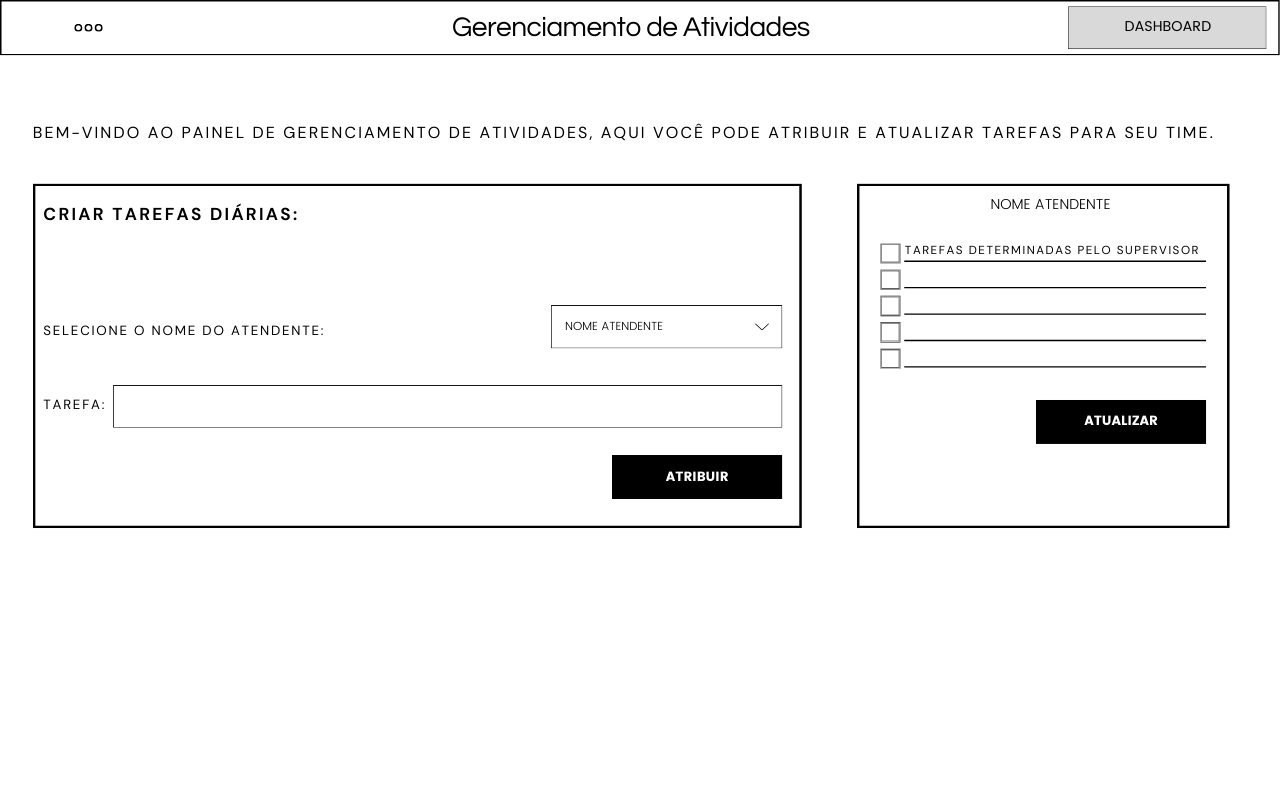 Gerenciamento de Atividades
DASHBOARD
BEM-VINDO AO PAINEL DE GERENCIAMENTO DE ATIVIDADES, AQUI VOCÊ PODE ATRIBUIR E ATUALIZAR TAREFAS PARA SEU TIME.
CRIAR TAREFAS DIÁRIAS:
SELECIONE O NOME DO ATENDENTE:
NOME ATENDENTE
TAREFA:
ATRIBUIR
NOME ATENDENTE
TAREFAS DETERMINADAS PELO SUPERVISOR
ATUALIZAR